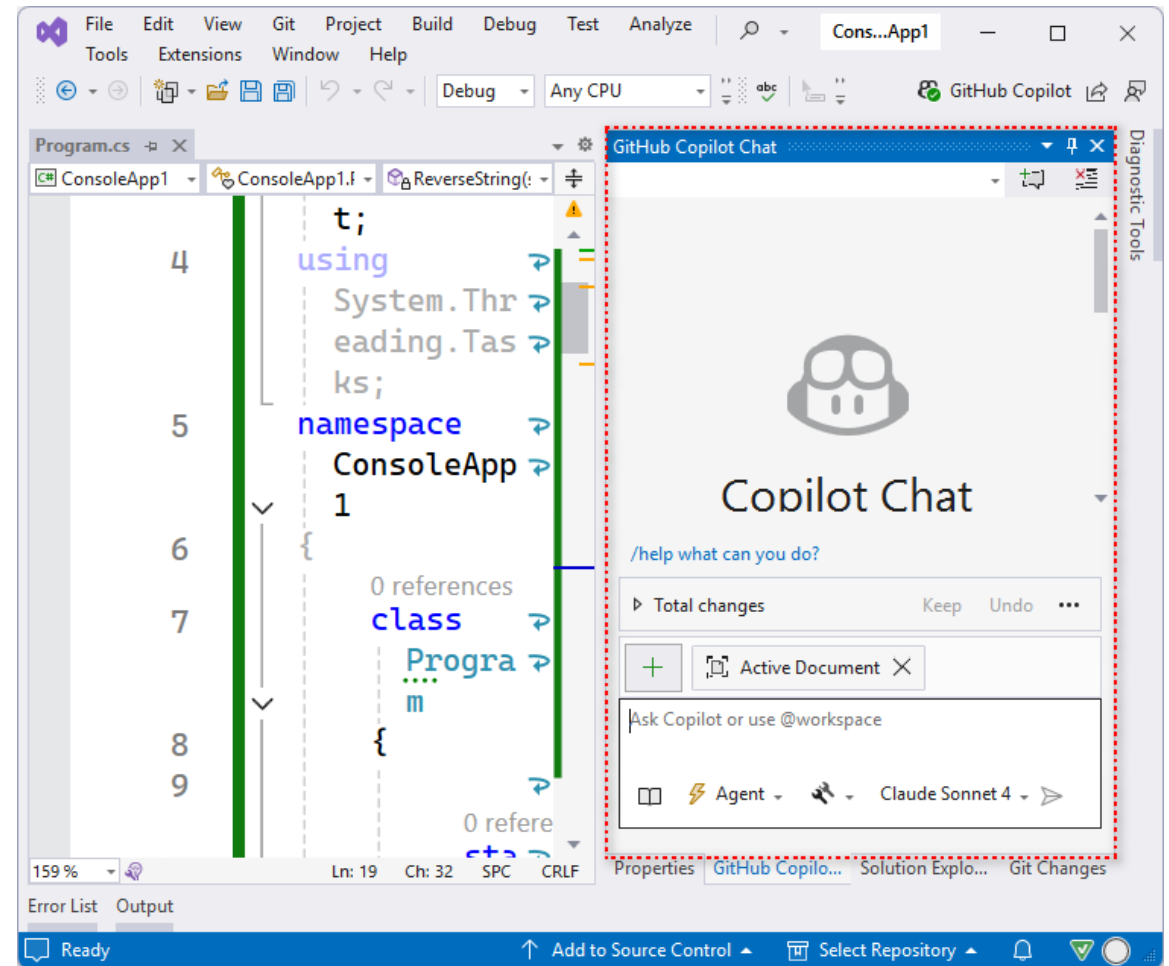 File Edit View Git Project Build Debug Test Analyze Cons...App1
Tools Extensions Window Help
Debug Any CPU abc GitHub Copilot
Program.cs
C# ConsoleApp1 ConsoleApp1.F ReverseString(:
t;
4 using
System.Thr
eading.Tas
ks;
5 namespace
ConsoleApp
1
6 {
0 references
7 class
Progra
m
8 {
9
0 refere
sta
159 % Ln: 19 Ch: 32 SPC CRLF
GitHub Copilot Chat
Copilot Chat
/help what can you do?
Total changes Keep Undo •••
Active Document
Ask Copilot or use @workspace
Agent Claude Sonnet 4
Properties GitHub Copilo... Solution Explo... Git Changes
Diagnostic Tools
Error List Output
Ready Add to Source Control Select Repository